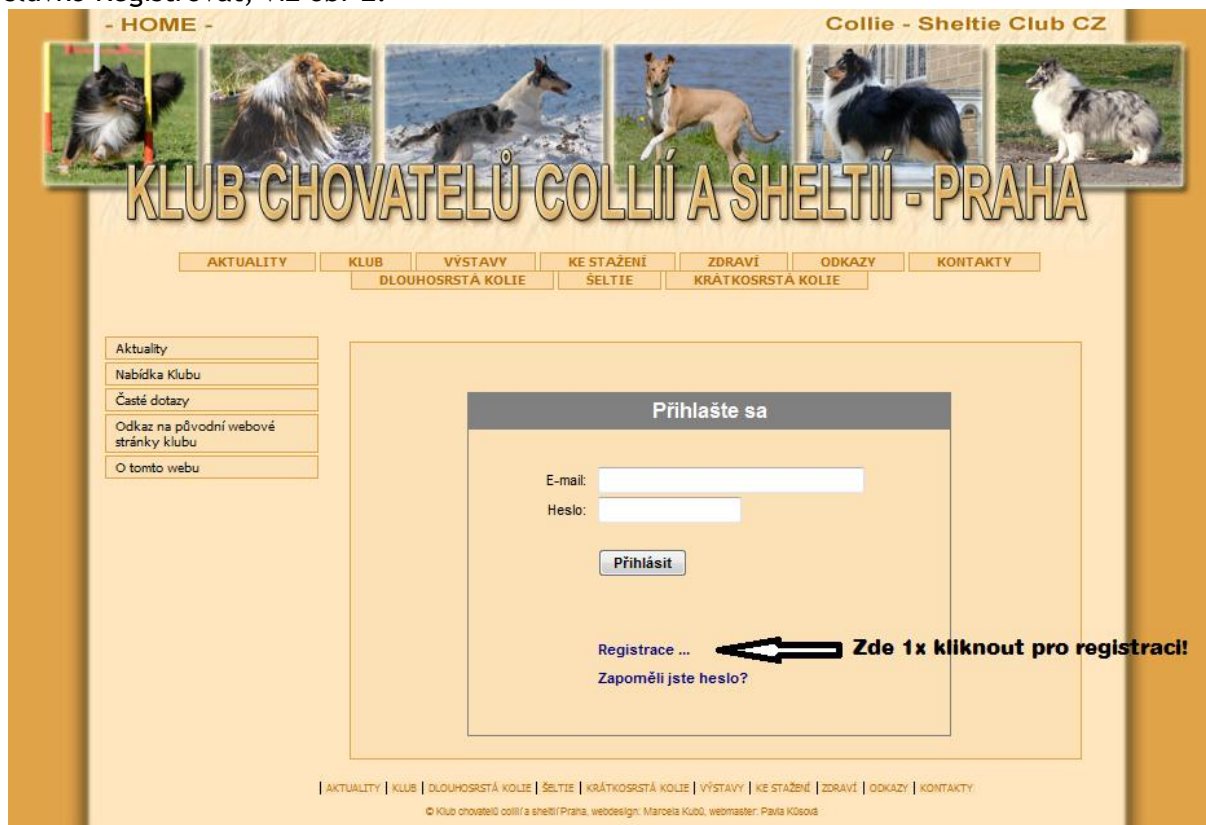 - HOME -
Collie - Sheltie Club CZ
KLUB CHOVATELŮ COLLIÍ A SHELTIÍ - PRAHA
AKTUALITY KLUB VÝSTAVY KE STAŽENÍ ZDRAVÍ ODKAZY KONTAKTY
DLOUHOSRSTÁ KOLIE ŠELTIE KRÁTKOSRSTÁ KOLIE
Aktuality
Nabídka Klubu
Časté dotazy
Odkaz na původní webové
stránky klubu
O tomto webu
Přihlašte sa
E-mail:
Heslo:
Přihlásit
Registrace ...
Zde 1x kliknout pro registraci!
Zapoměli jste heslo?
| AKTUALITY | KLUB | DLOUHOSRSTÁ KOLIE | ŠELTIE | KRÁTKOSRSTÁ KOLIE | VÝSTAVY | KE STAŽENÍ | ZDRAVÍ | ODKAZY | KONTAKTY
© Klub chovatelů collií a sheltií Praha, webdesign: Marcela Kubů, webmaster: Pavla Kůsová